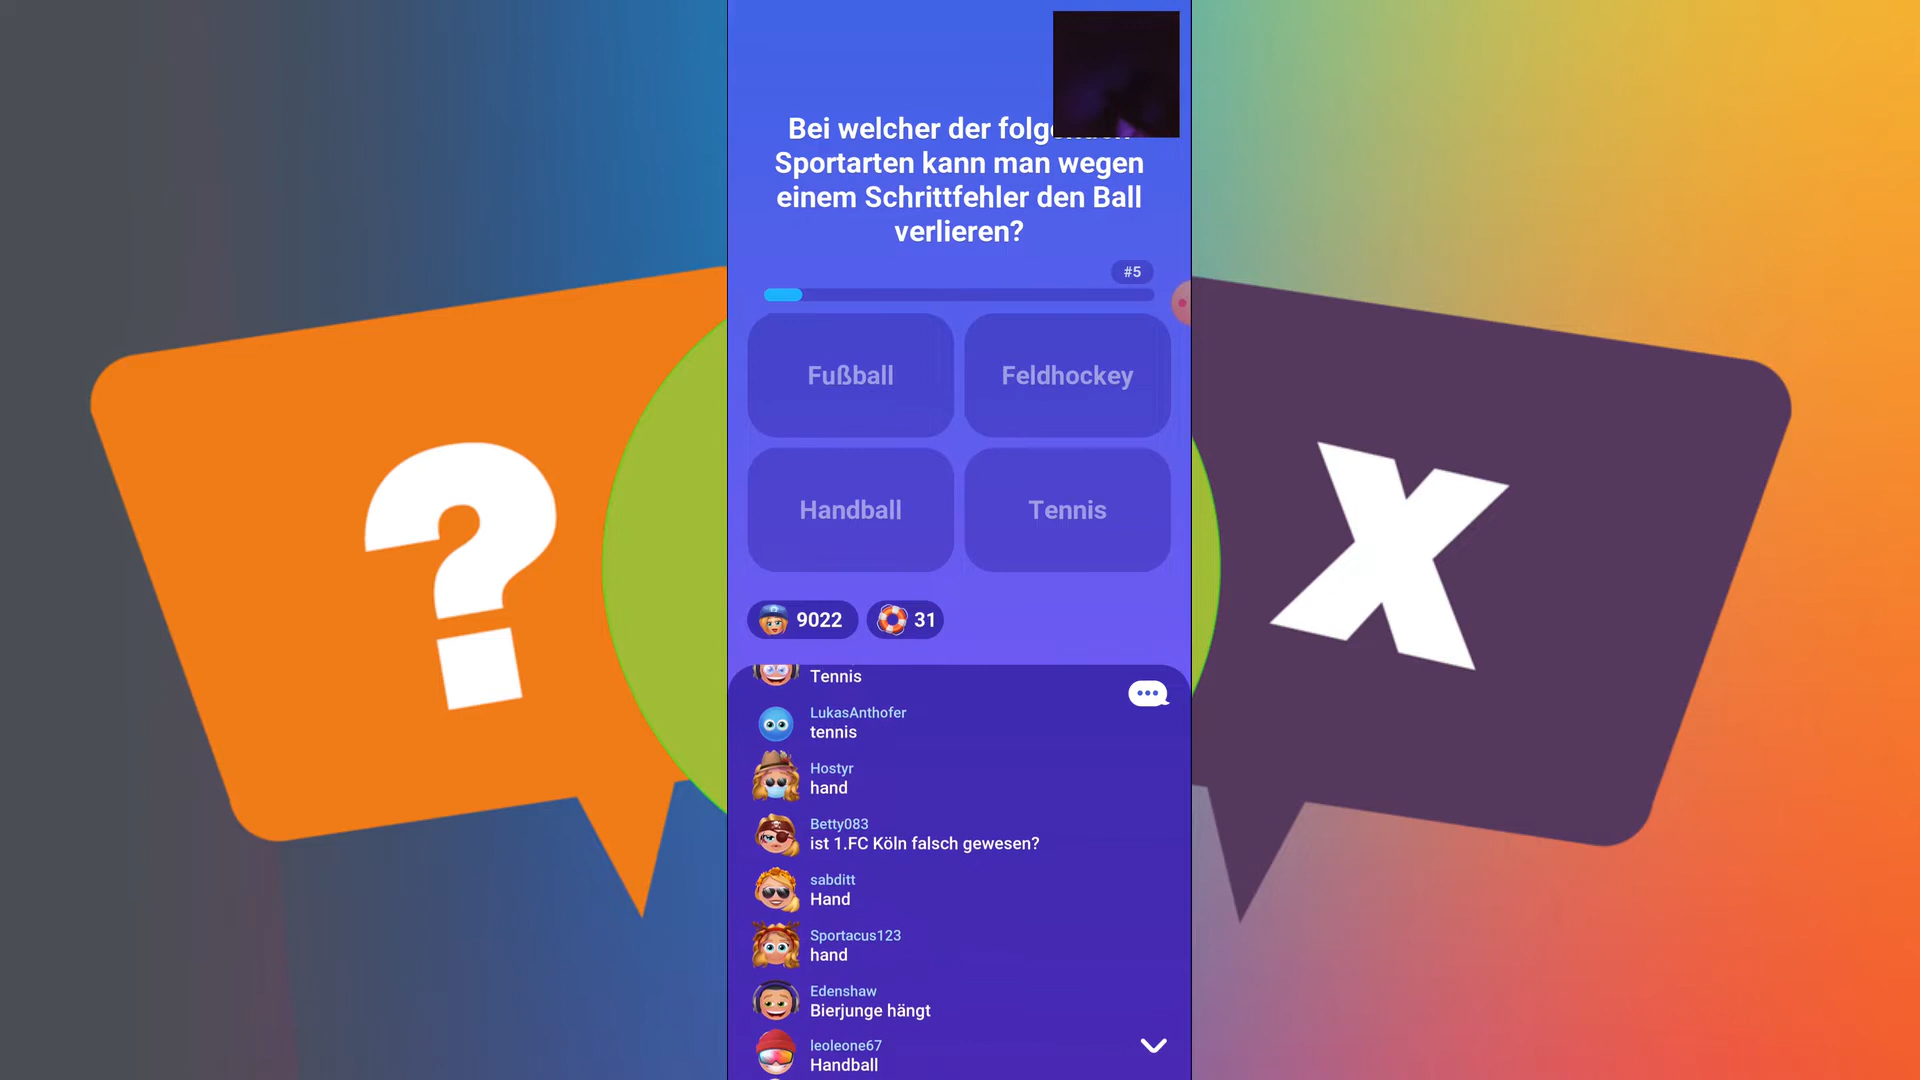 ?
X
Bei welcher der
Sportarten kann man wegen
einem Schrittfehler den Ball
verlieren?
#5
Fußball
Feldhockey
Handball
Tennis
9022
31
Tennis
LukasAnthofer
tennis
Hostyr
hand
Betty083
ist 1.FC Köln falsch gewesen?
sabditt
Hand
Sportacus123
hand
Edenshaw
Bierjunge hängt
leoleone67
Handball